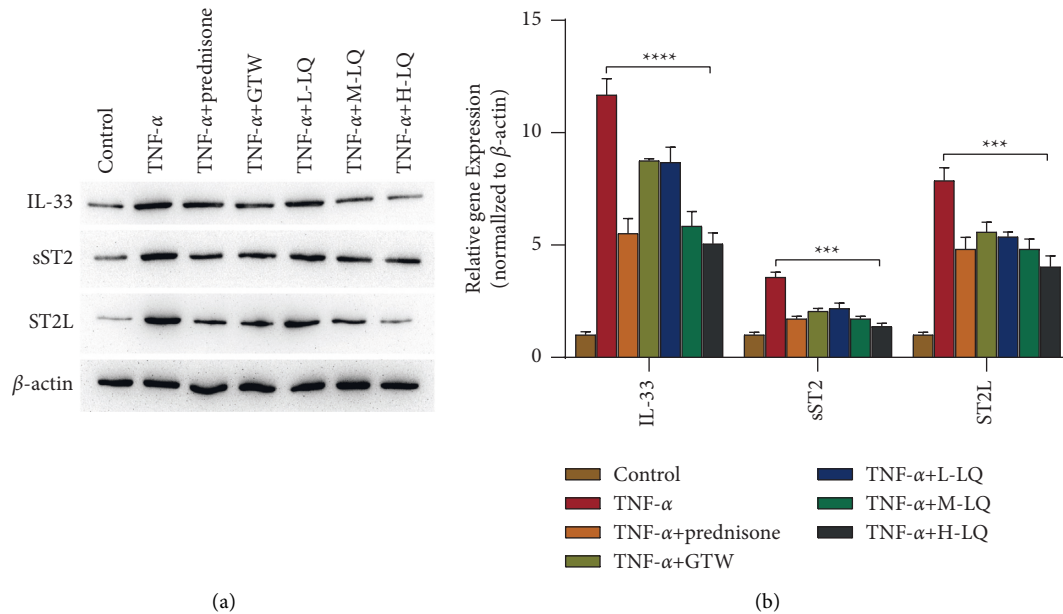 Control
TNF-α
TNF-α+prednisone
TNF-α+GTW
TNF-α+L-LQ
TNF-α+M-LQ
TNF-α+H-LQ
IL-33
sST2
ST2L
β-actin
(a)
Relative gene Expression
(normallized to β-actin)
15
10
5
0
****
***
***
IL-33
sST2
ST2L
Control
TNF-α
TNF-α+prednisone
TNF-α+GTW
TNF-α+L-LQ
TNF-α+M-LQ
TNF-α+H-LQ
(b)